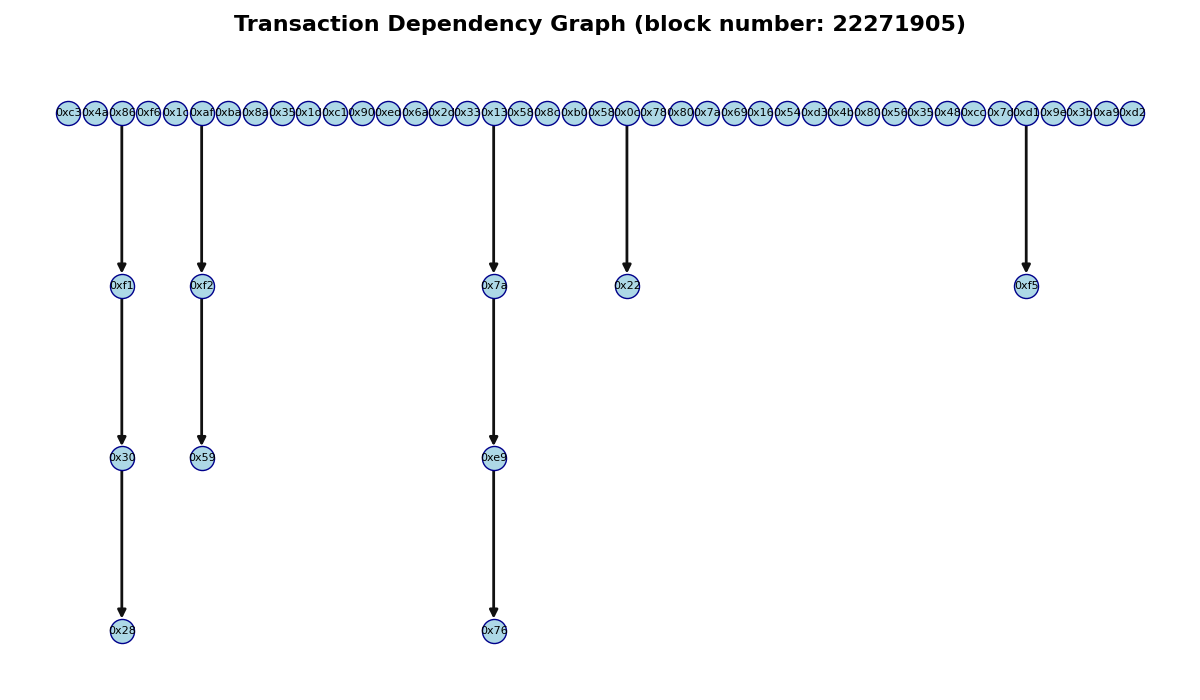 Transaction Dependency Graph (block number: 22271905)
0xc3 0x4a 0x86 0xf6 0x1c 0xaf 0xba 0x8a 0x35 0x1d 0xc1 0x90 0xed 0x6a 0x2d 0x33 0x13 0x58 0x8c 0xb0 0x58 0x0c 0x78 0x80 0x7a 0x69 0x16 0x54 0xd3 0x4b 0x80 0x35 0x48 0xcc 0xd1 0x9e 0x3b 0xa9 0xd2
0xf1 0xf2 0x7a 0x22 0xf5
0x30 0x59 0xe9
0x28 0x76